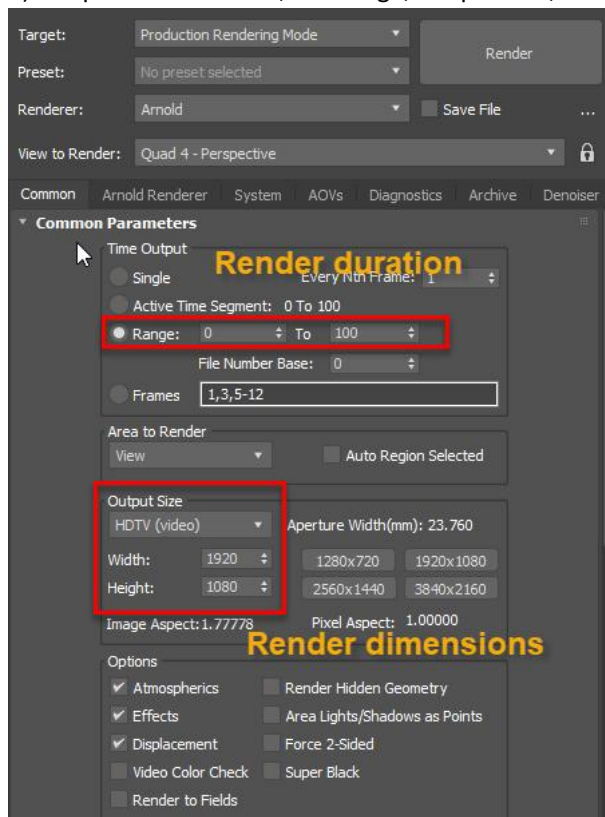 Target: Production Rendering Mode
Render
Preset: No preset selected
Renderer: Arnold Save File ...
View to Render: Quad 4 - Perspective
Common Arnold Renderer System AOVs Diagnostics Archive Denoiser
Common Parameters
Time Output
Render duration
Single Every Nth Frame: 1
Active Time Segment: 0 To 100
Range: 0 To 100
File Number Base: 0
Frames 1,3,5-12
Area to Render
View Auto Region Selected
Output Size
HDTV (video) Aperture Width(mm): 23.760
Width: 1920 1280x720 1920x1080
Height: 1080 2560x1440 3840x2160
Image Aspect: 1.77778 Pixel Aspect: 1.00000
Render dimensions
Options
Atmospherics Render Hidden Geometry
Effects Area Lights/Shadows as Points
Displacement Force 2-Sided
Video Color Check Super Black
Render to Fields